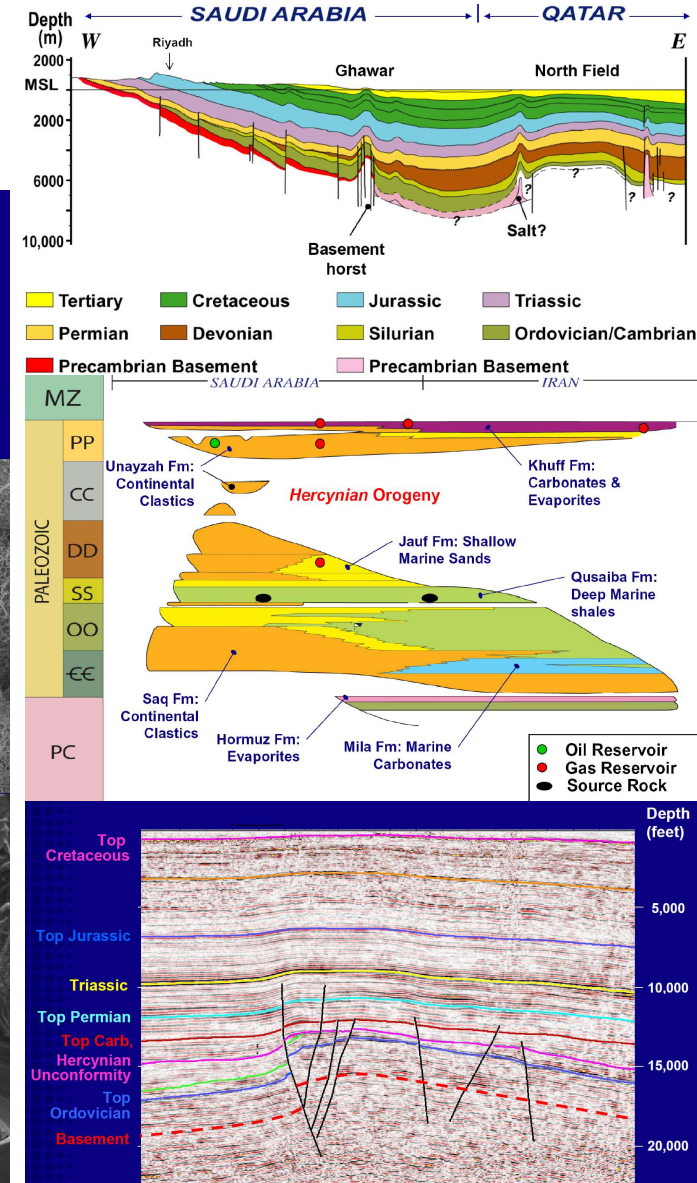 SAUDI ARABIA
QATAR
Depth
(m)
W
E
Riyadh
2000
MSL
2000
6000
10,000
Ghawar
North Field
?
?
?
?
?
?
Salt?
Basement
horst
Tertiary
Cretaceous
Jurassic
Triassic
Permian
Devonian
Silurian
Ordovician/Cambrian
Precambrian Basement
Precambrian Basement
SAUDI ARABIA
IRAN
MZ
PALEOZOIC
PP
CC
DD
SS
OO
ЄЄ
PC
Unayzah Fm:
Continental
Clastics
Khuff Fm:
Carbonates &
Evaporites
Hercynian Orogeny
Jauf Fm: Shallow
Marine Sands
Qusaiba Fm:
Deep Marine
shales
Saq Fm:
Continental
Clastics
Hormuz Fm:
Evaporites
Mila Fm: Marine
Carbonates
Oil Reservoir
Gas Reservoir
Source Rock
Depth
(feet)
Top
Cretaceous
5,000
Top Jurassic
Triassic
10,000
Top Permian
Top Carb,
Hercynian
Unconformity
15,000
Top
Ordovician
Basement
20,000